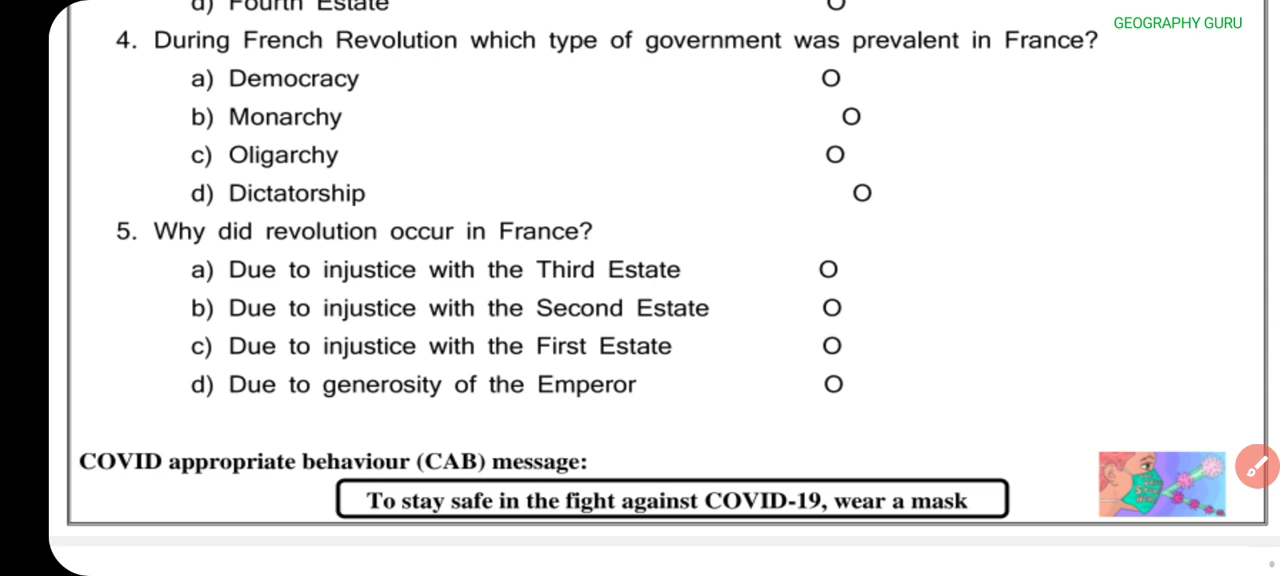 d) Fourth Estate O
GEOGRAPHY GURU
4. During French Revolution which type of government was prevalent in France?
a) Democracy O
b) Monarchy O
c) Oligarchy O
d) Dictatorship O
5. Why did revolution occur in France?
a) Due to injustice with the Third Estate O
b) Due to injustice with the Second Estate O
c) Due to injustice with the First Estate O
d) Due to generosity of the Emperor O
COVID appropriate behaviour (CAB) message:
To stay safe in the fight against COVID-19, wear a mask